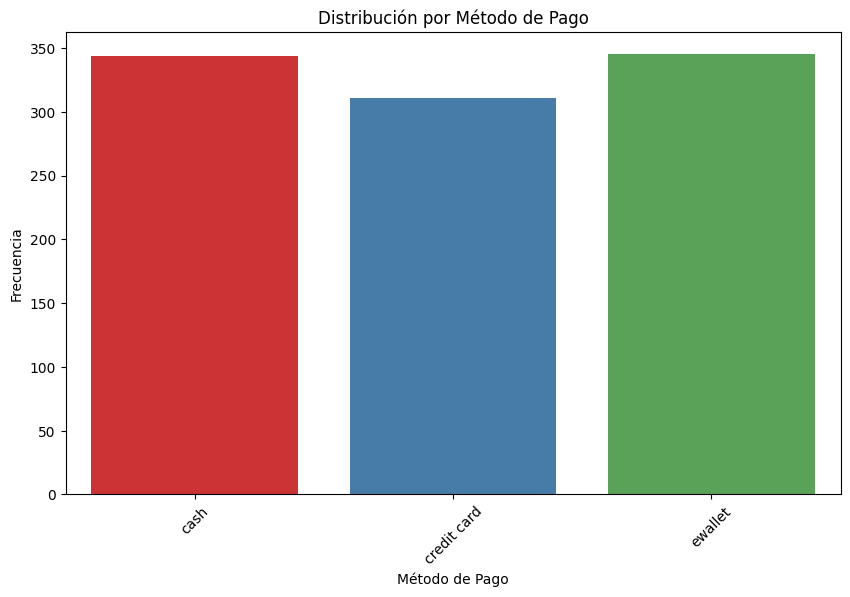 Distribución por Método de Pago
350
300
250
200
150
100
50
0
Frecuencia
cash
credit card
ewallet
Método de Pago